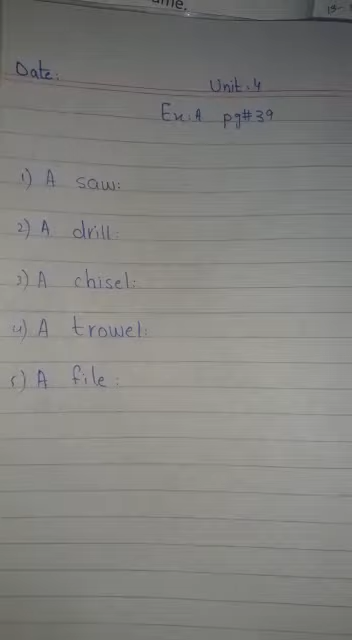 Date:
Unit:4
Ex:A pg#39
1) A saw:
2) A drill:
3) A chisel:
4) A trowel:
5) A file: